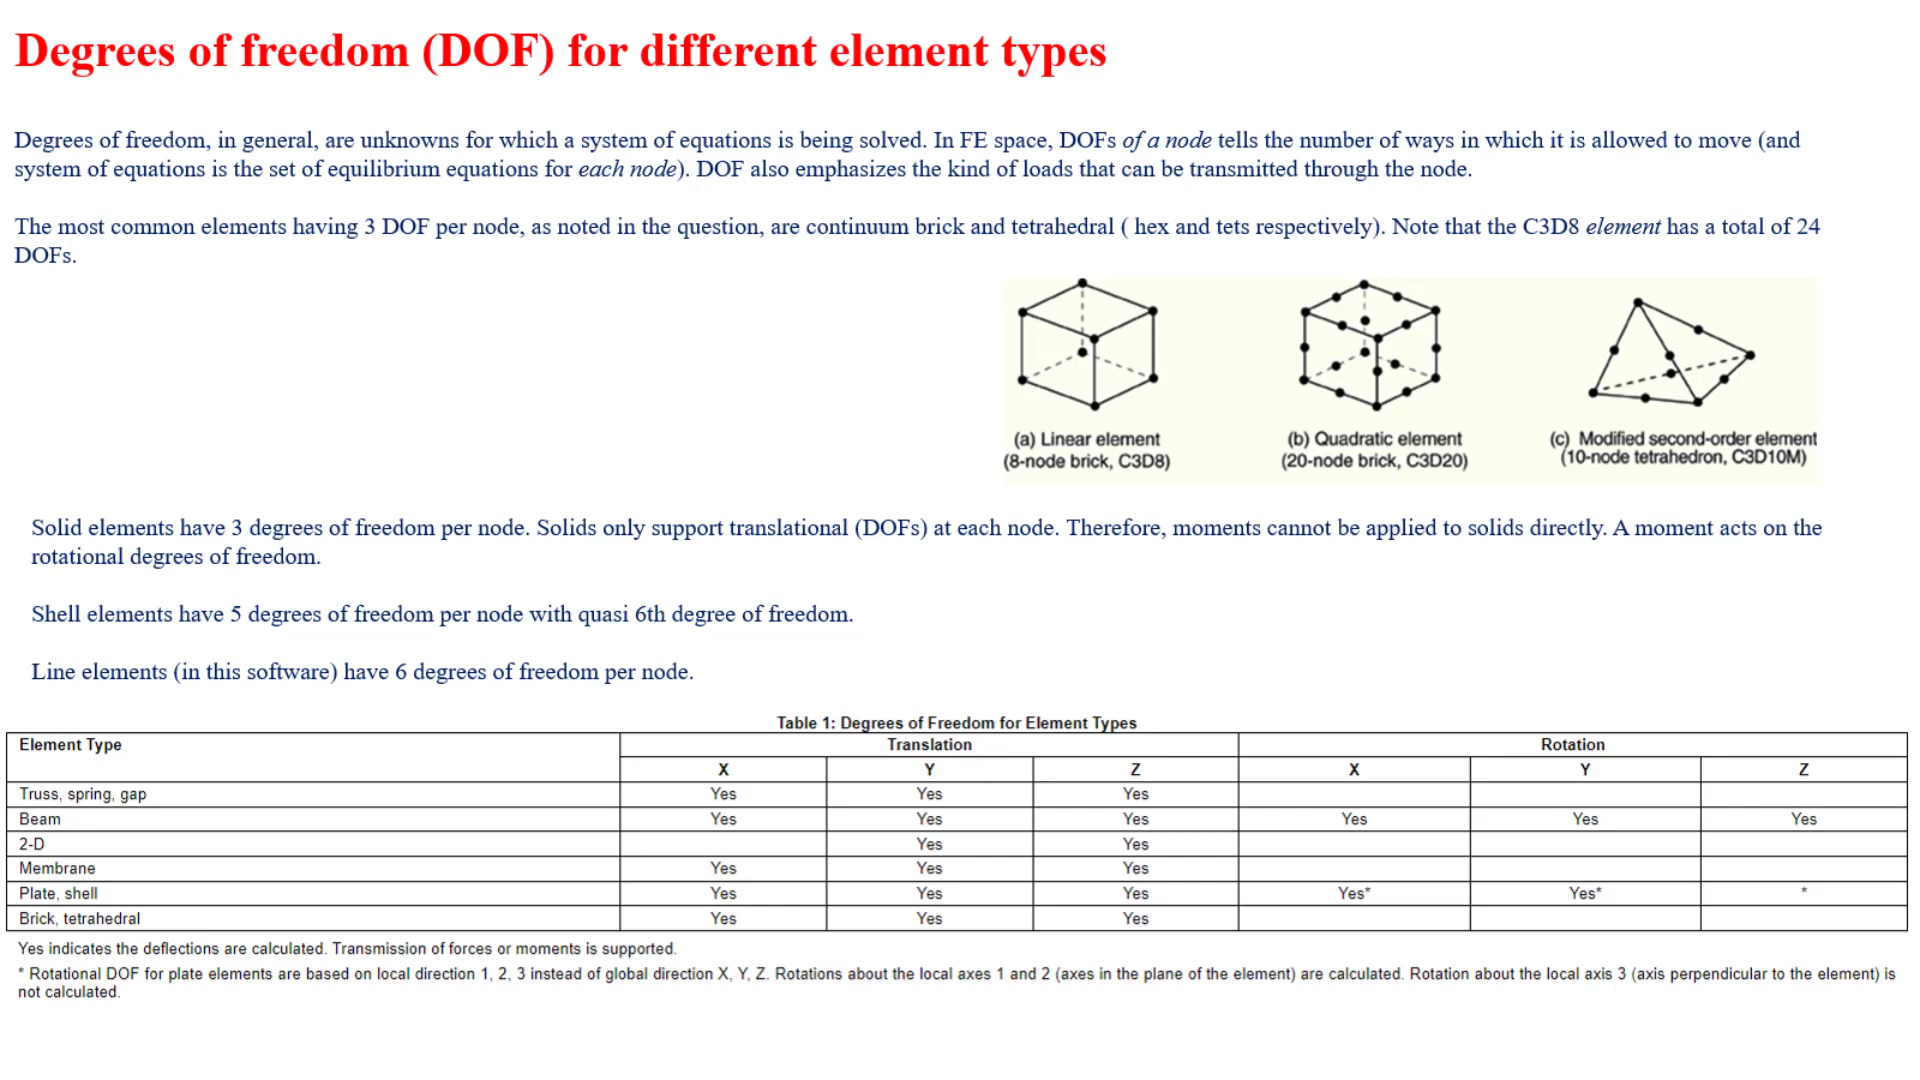 Degrees of freedom (DOF) for different element types
Degrees of freedom, in general, are unknowns for which a system of equations is being solved. In FE space, DOFs of a node tells the number of ways in which it is allowed to move (and
system of equations is the set of equilibrium equations for each node). DOF also emphasizes the kind of loads that can be transmitted through the node.
The most common elements having 3 DOF per node, as noted in the question, are continuum brick and tetrahedral ( hex and tets respectively). Note that the C3D8 element has a total of 24
DOFs.
(a) Linear element
(8-node brick, C3D8)
(b) Quadratic element
(20-node brick, C3D20)
(c) Modified second-order element
(10-node tetrahedron, C3D10M)
Solid elements have 3 degrees of freedom per node. Solids only support translational (DOFs) at each node. Therefore, moments cannot be applied to solids directly. A moment acts on the
rotational degrees of freedom.
Shell elements have 5 degrees of freedom per node with quasi 6th degree of freedom.
Line elements (in this software) have 6 degrees of freedom per node.
Table 1: Degrees of Freedom for Element Types
Element Type Translation Rotation
X Y Z X Y Z
Truss, spring, gap Yes Yes Yes
Beam Yes Yes Yes Yes Yes Yes
2-D Yes Yes
Membrane Yes Yes Yes
Plate, shell Yes Yes Yes Yes* Yes* *
Brick, tetrahedral Yes Yes Yes
Yes indicates the deflections are calculated. Transmission of forces or moments is supported.
* Rotational DOF for plate elements are based on local direction 1, 2, 3 instead of global direction X, Y, Z. Rotations about the local axes 1 and 2 (axes in the plane of the element) are calculated. Rotation about the local axis 3 (axis perpendicular to the element) is
not calculated.